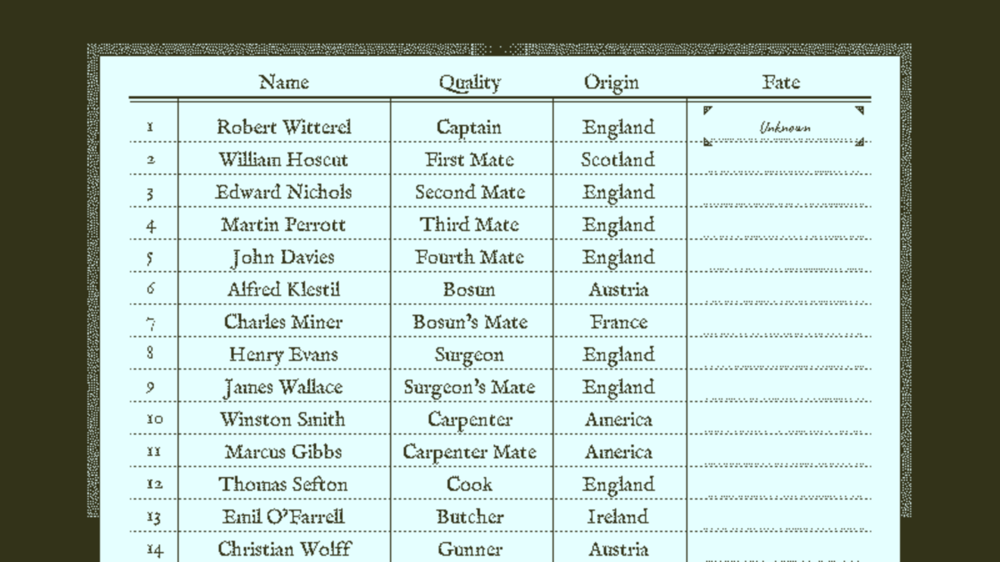 Name Quality Origin Fate
1 Robert Witterel Captain England Unknown
2 William Hoscut First Mate Scotland
3 Edward Nichols Second Mate England
4 Martin Perrott Third Mate England
5 John Davies Fourth Mate England
6 Alfred Klestil Bosun Austria
7 Charles Miner Bosun's Mate France
8 Henry Evans Surgeon England
9 James Wallace Surgeon's Mate England
10 Winston Smith Carpenter America
11 Marcus Gibbs Carpenter Mate America
12 Thomas Sefton Cook England
13 Emil O'Farrell Butcher Ireland
14 Christian Wolff Gunner Austria